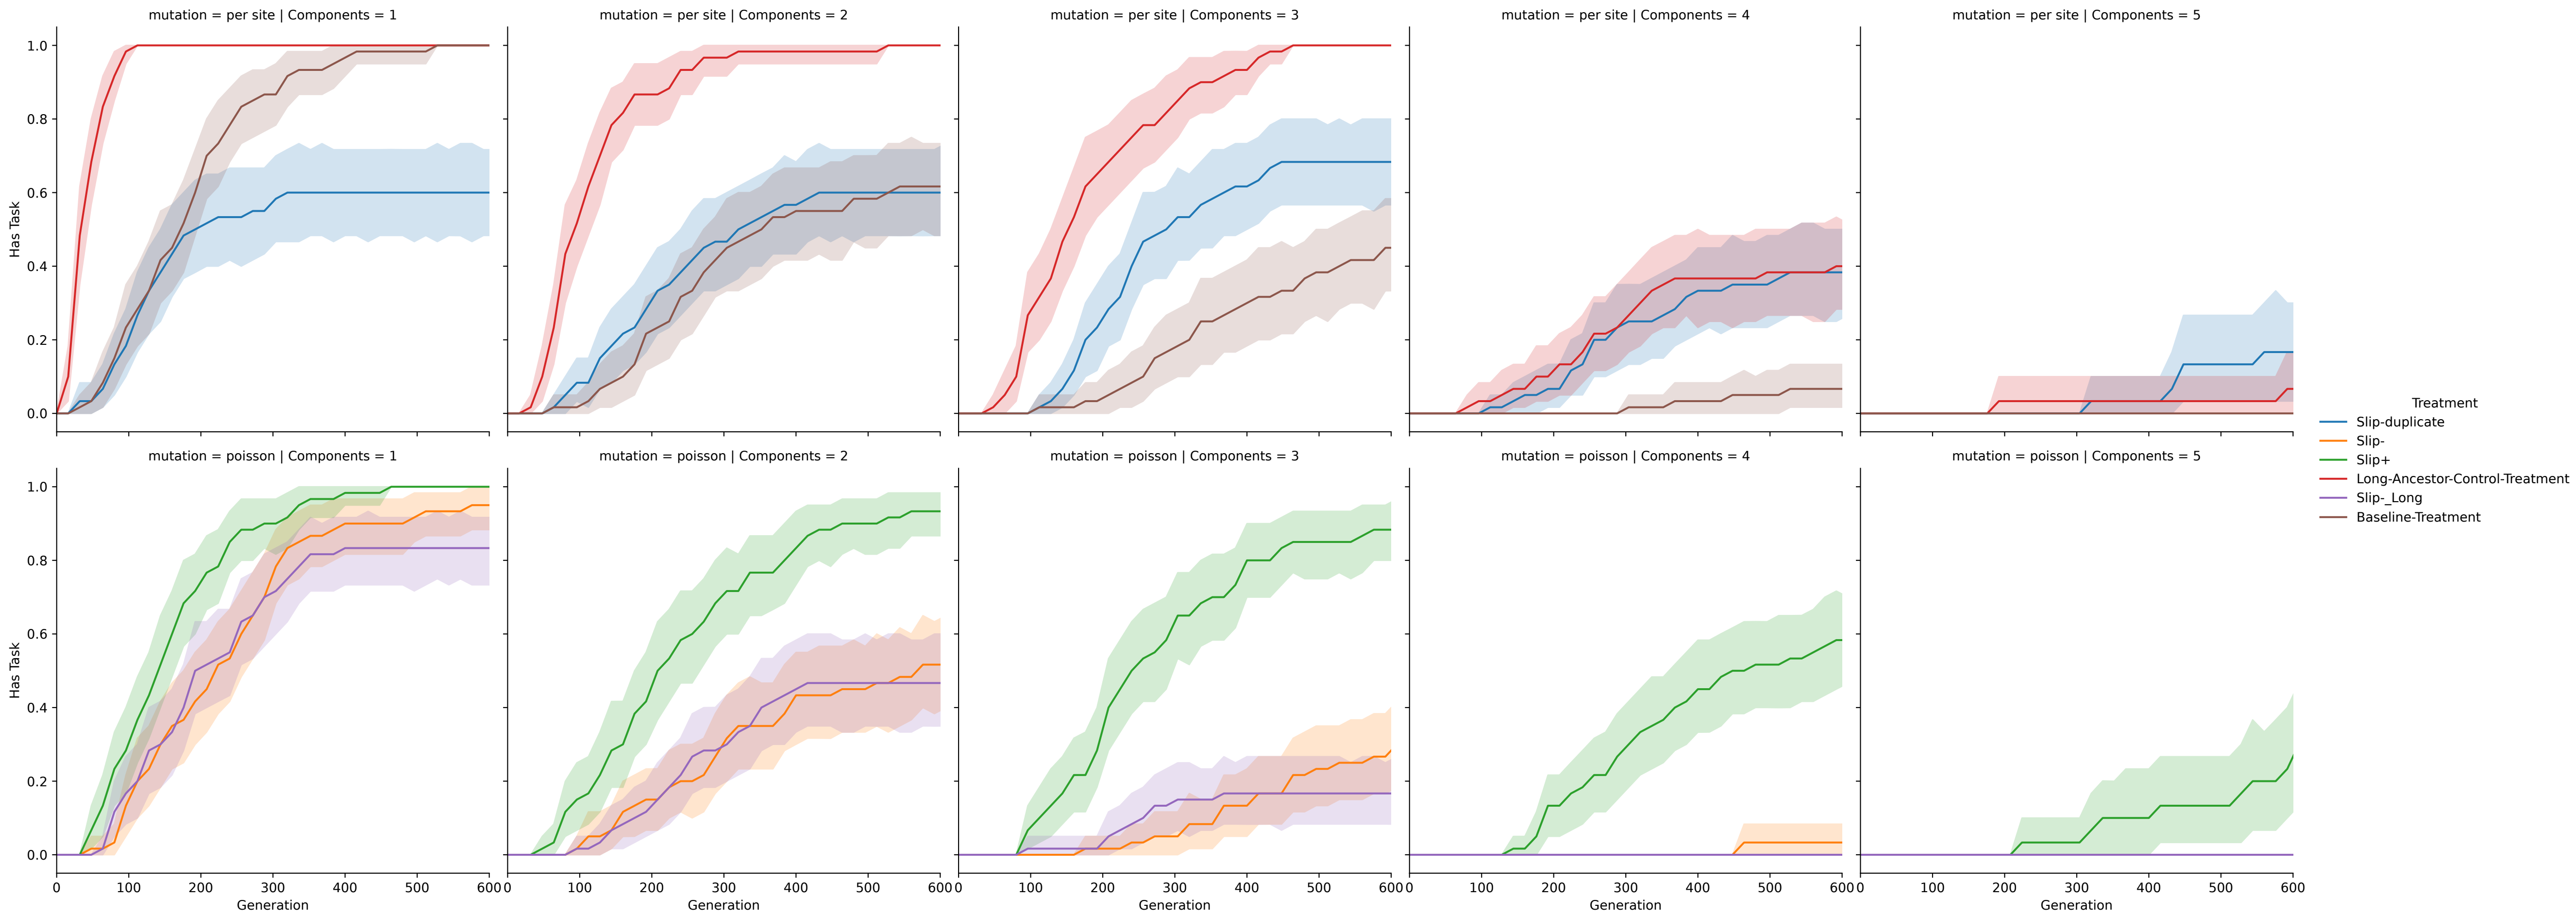 mutation = per site | Components = 1
mutation = per site | Components = 2
mutation = per site | Components = 3
mutation = per site | Components = 4
mutation = per site | Components = 5
1.0
0.8
0.6
0.4
0.2
0.0
Has Task
mutation = poisson | Components = 1
mutation = poisson | Components = 2
mutation = poisson | Components = 3
mutation = poisson | Components = 4
mutation = poisson | Components = 5
1.0
0.8
0.6
0.4
0.2
0.0
Has Task
0 100 200 300 400 500 600
0 100 200 300 400 500 600
0 100 200 300 400 500 600
0 100 200 300 400 500 600
0 100 200 300 400 500 600
Generation
Generation
Generation
Generation
Generation
Treatment
Slip-duplicate
Slip-
Slip+
Long-Ancestor-Control-Treatment
Slip-_Long
Baseline-Treatment